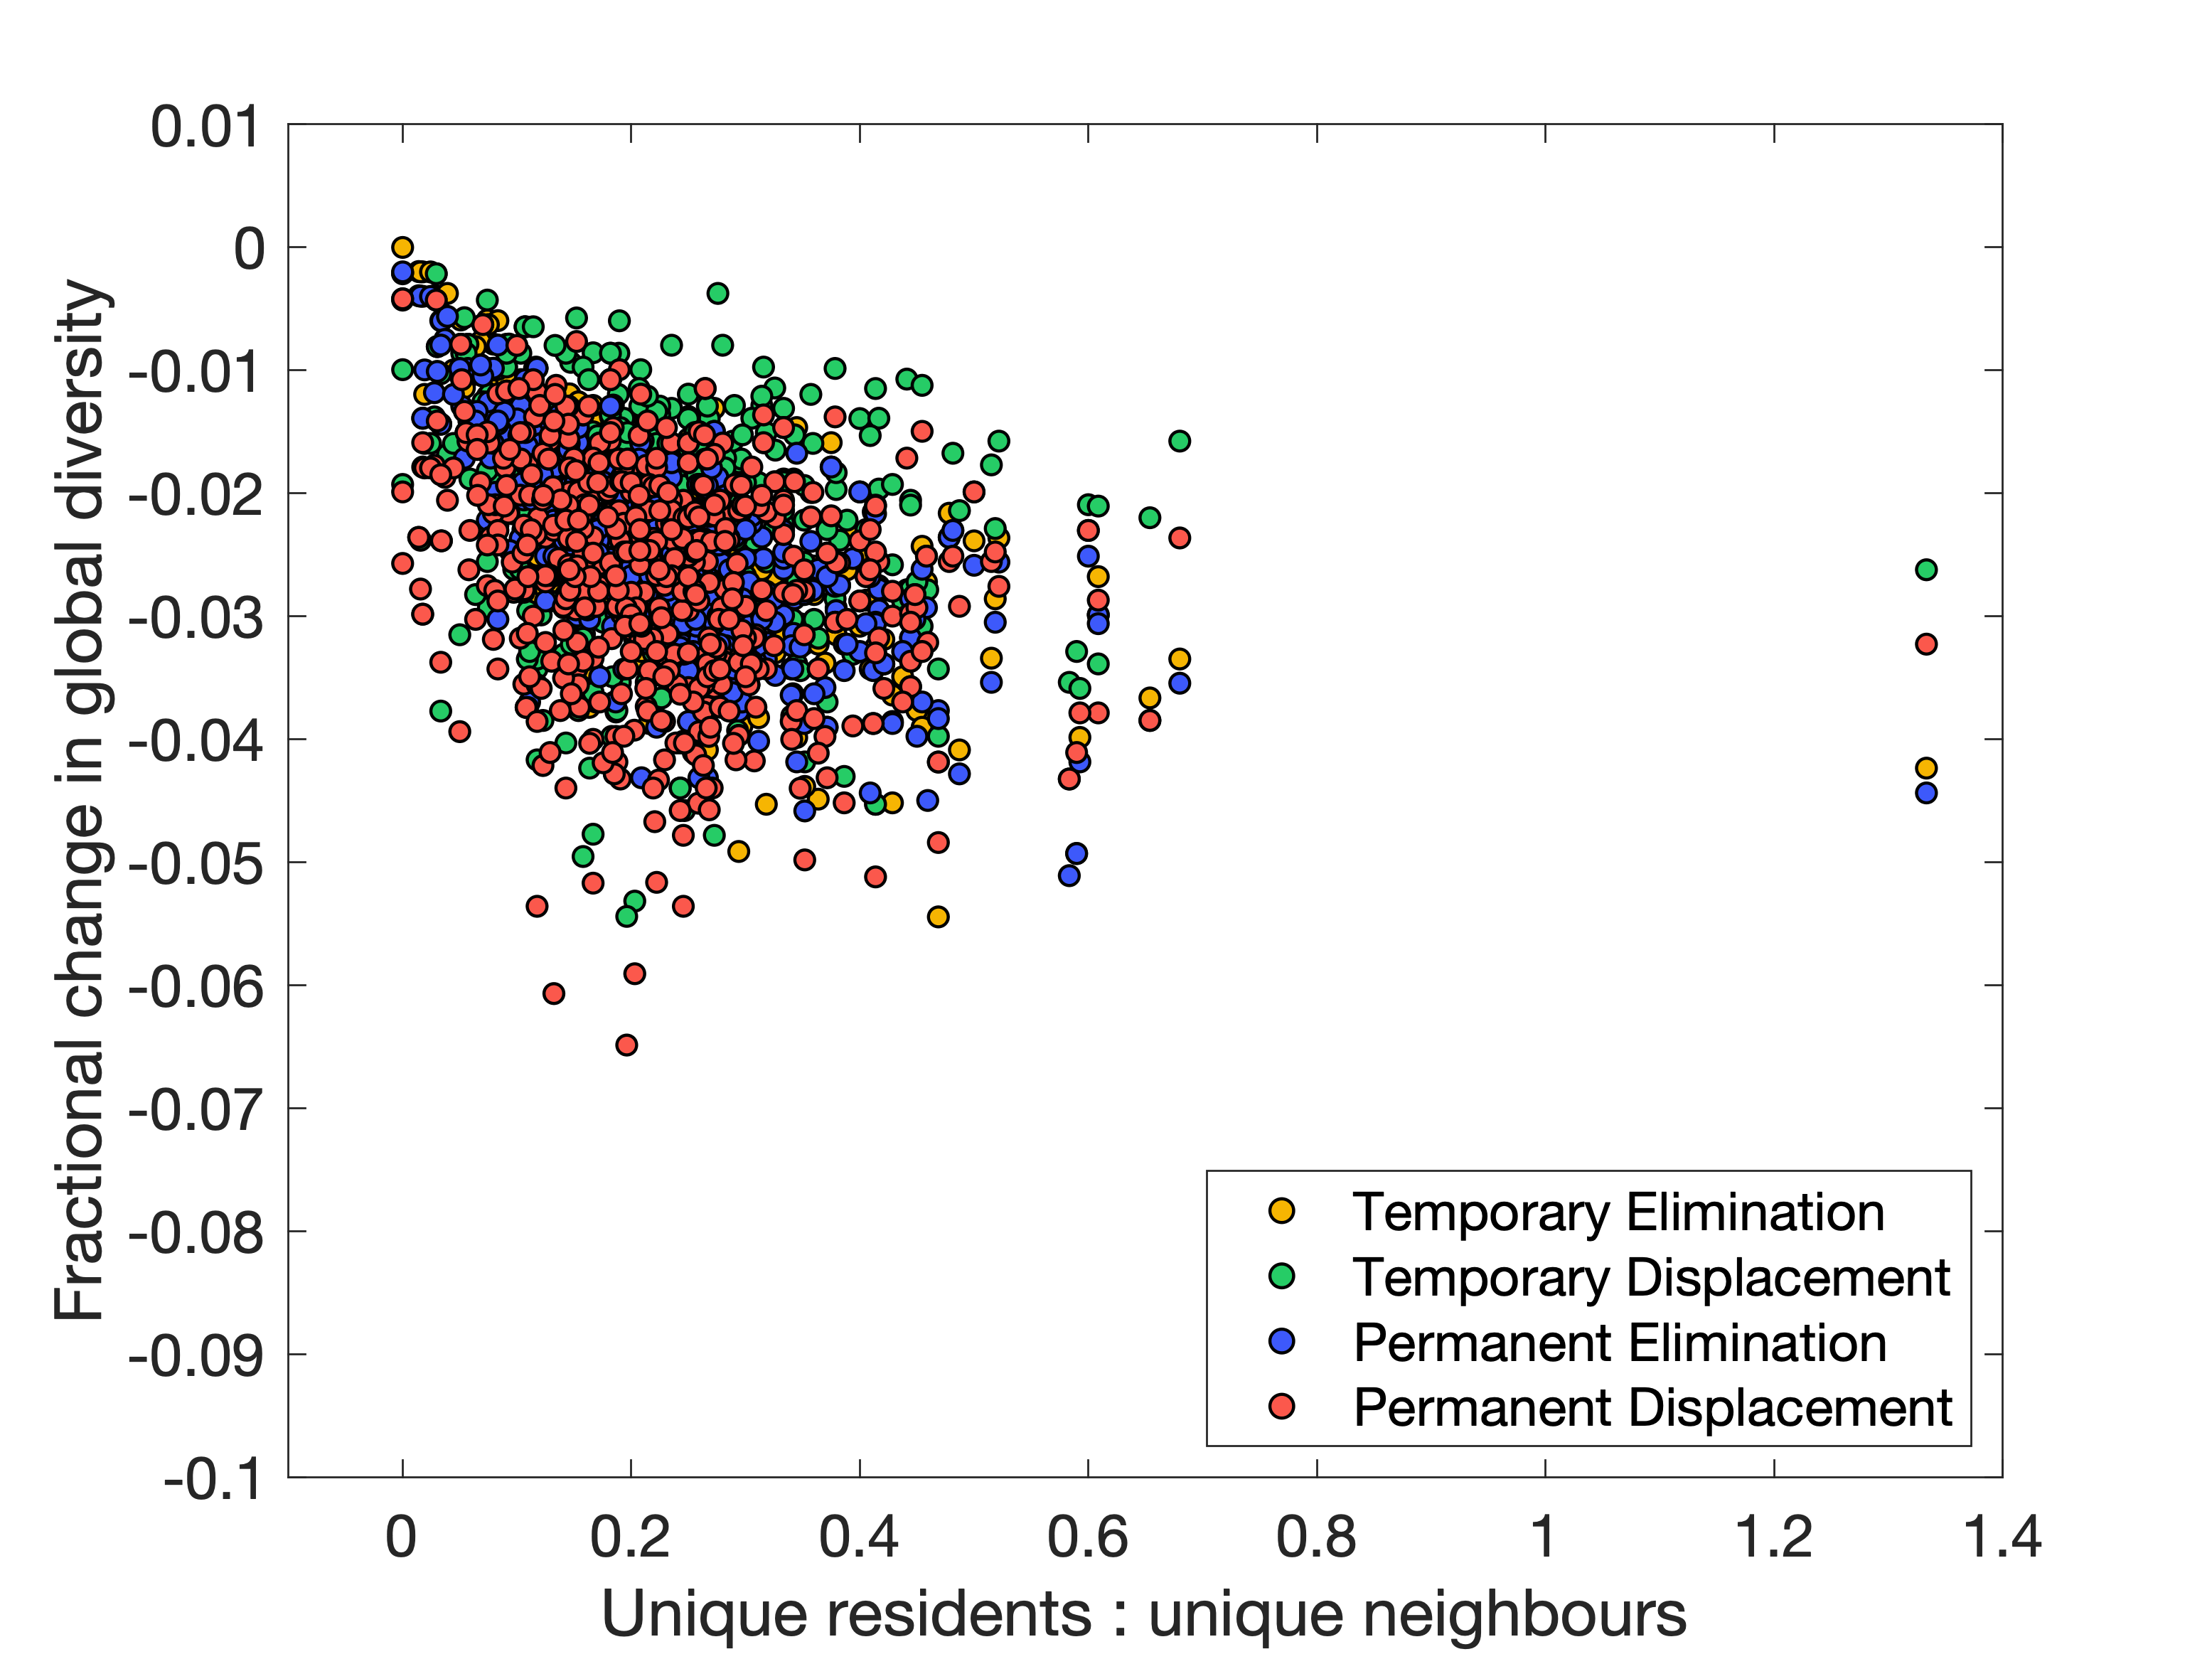 Fractional change in global diversity
0.01
0
-0.01
-0.02
-0.03
-0.04
-0.05
-0.06
-0.07
-0.08
-0.09
-0.1
Temporary Elimination
Temporary Displacement
Permanent Elimination
Permanent Displacement
0 0.2 0.4 0.6 0.8 1 1.2 1.4
Unique residents : unique neighbours